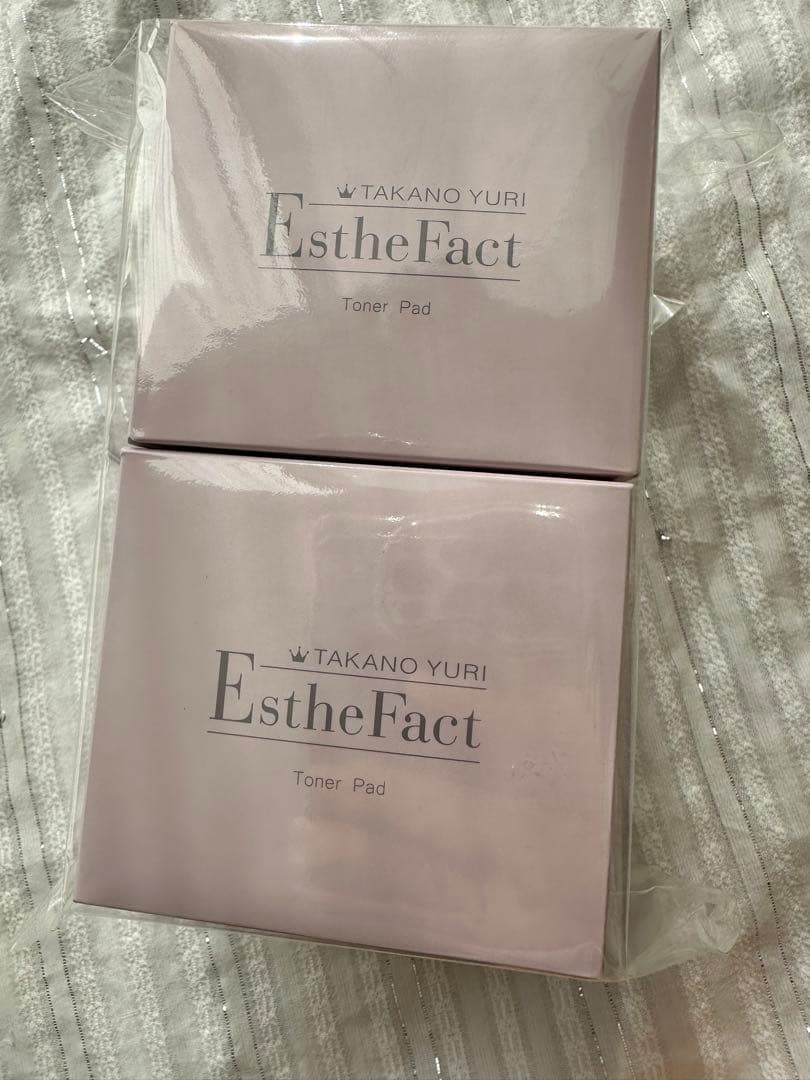 TAKANO YURI
EstheFact
Toner Pad
TAKANO YURI
EstheFact
Toner Pad